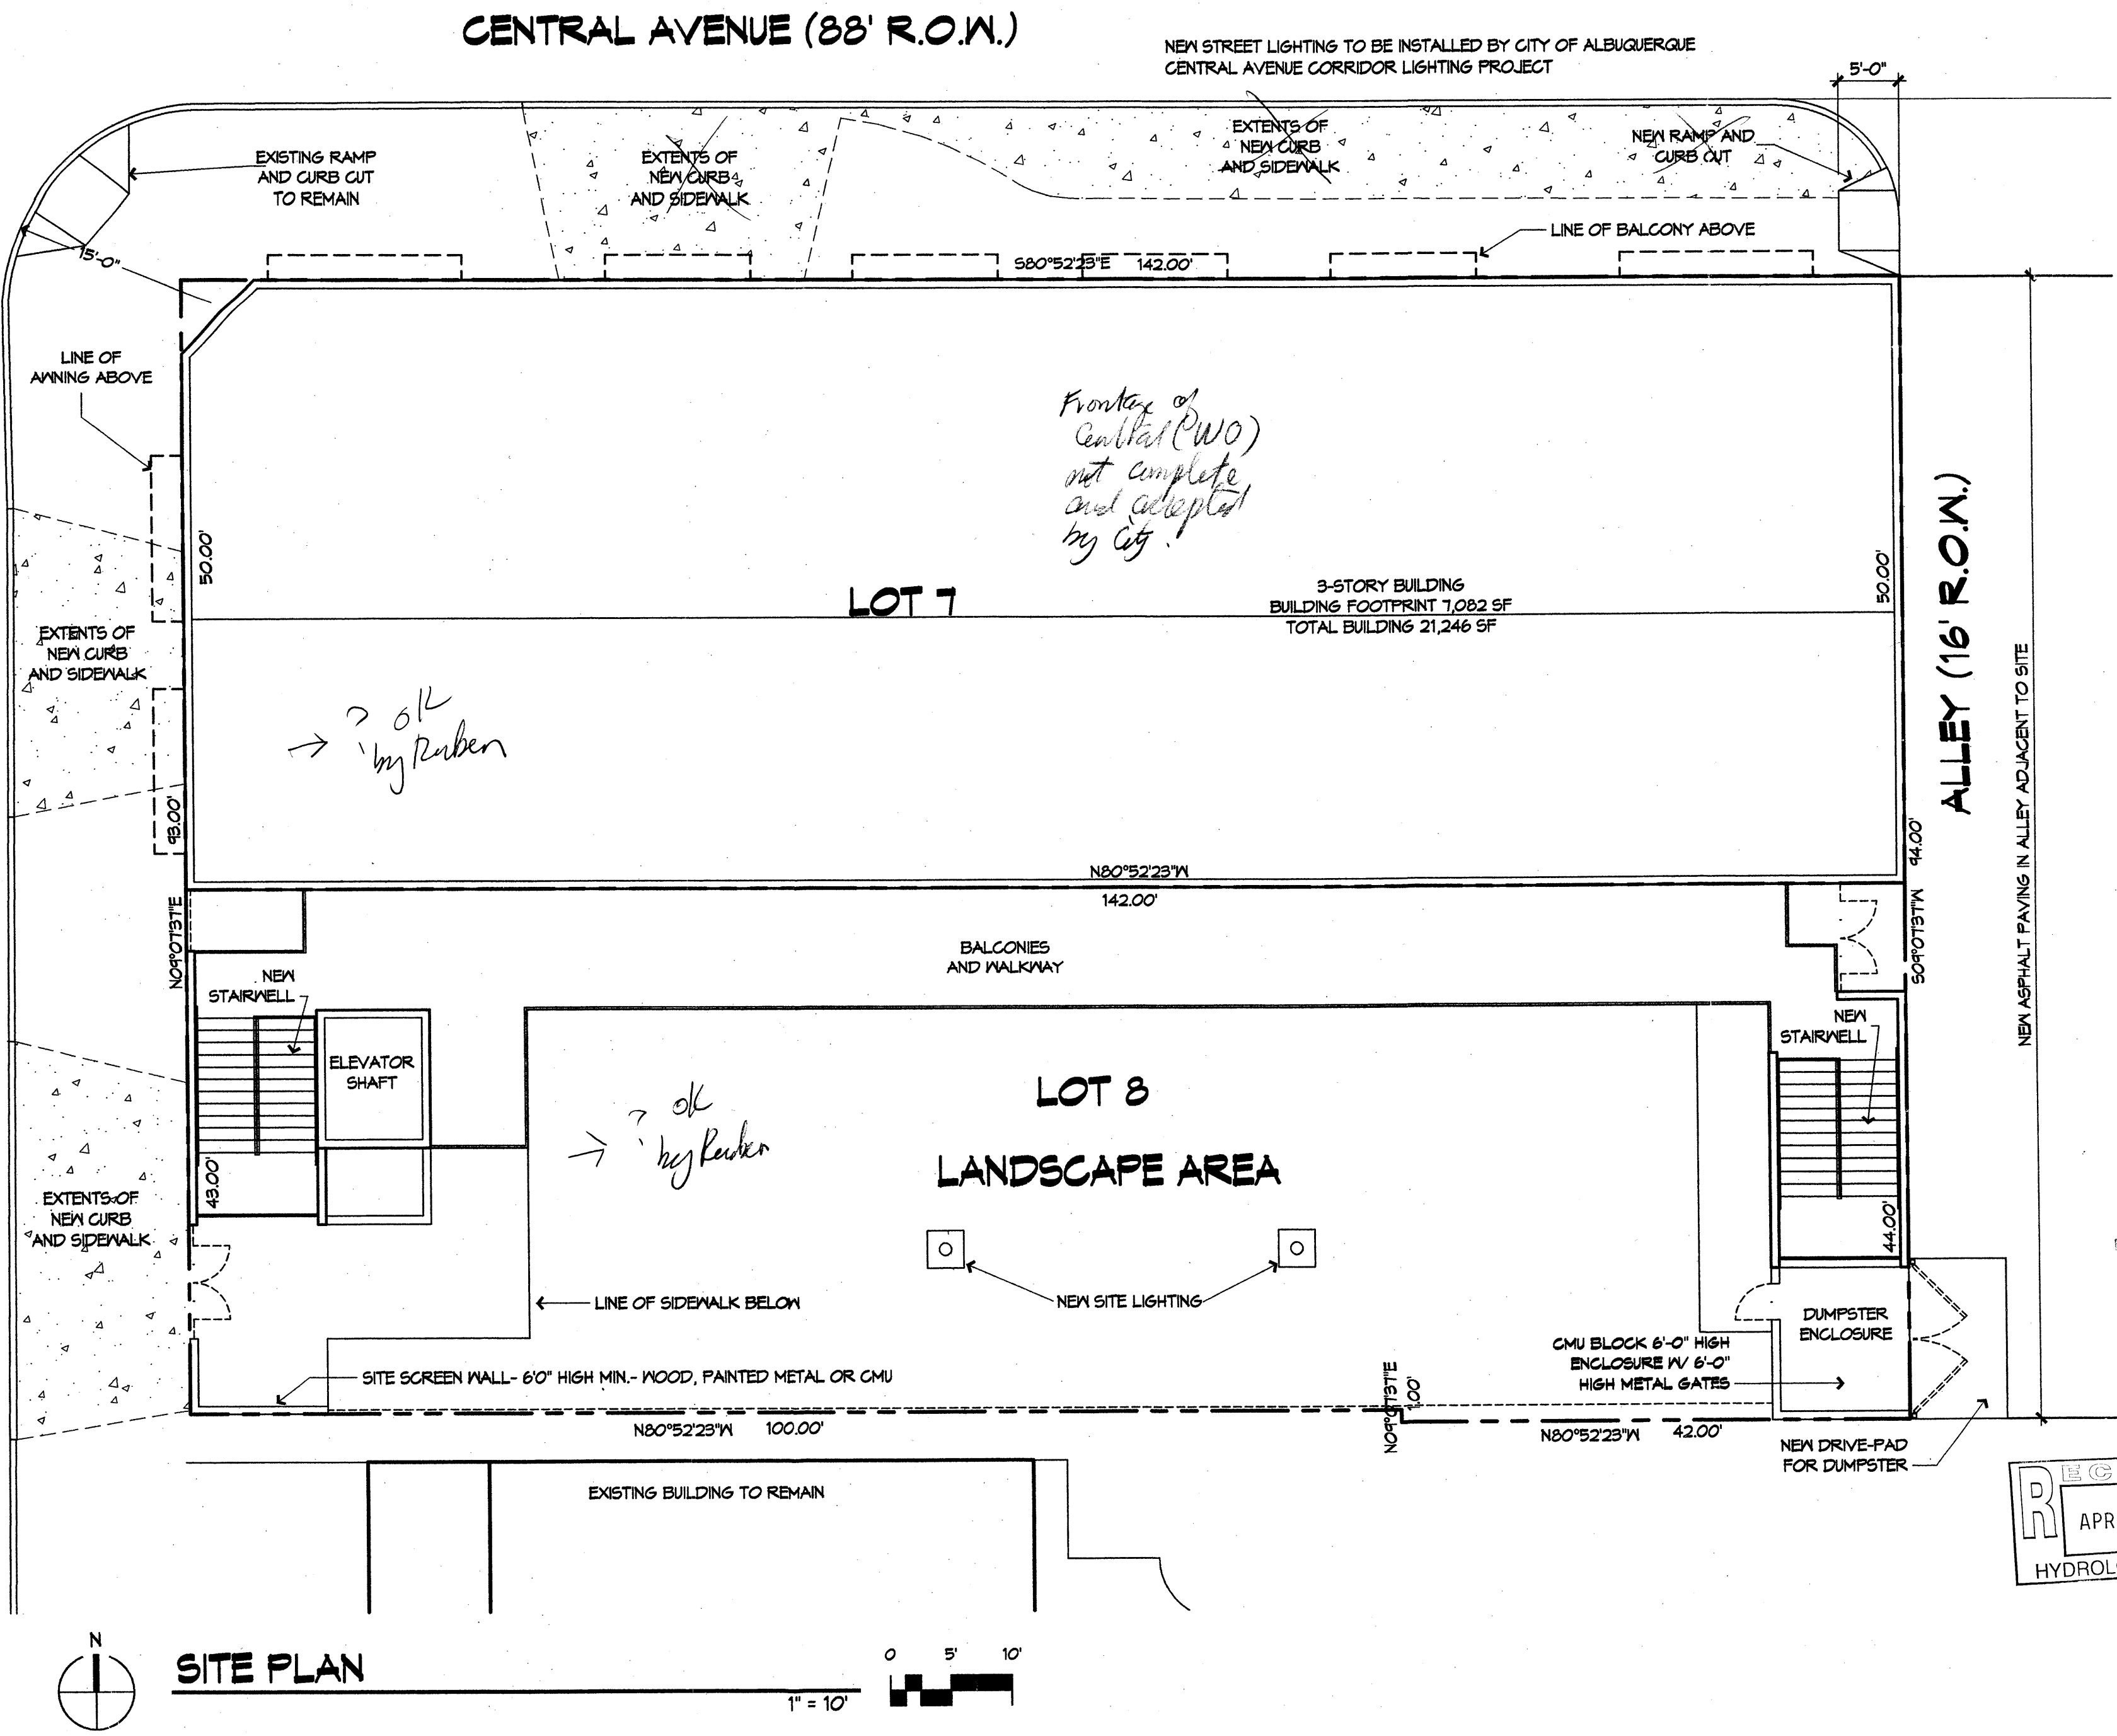 CENTRAL AVENUE (88' R.O.W.)
NEW STREET LIGHTING TO BE INSTALLED BY CITY OF ALBUQUERQUE
CENTRAL AVENUE CORRIDOR LIGHTING PROJECT
5'-0"
EXISTING RAMP
AND CURB CUT
TO REMAIN
EXTENTS OF
NEW CURB
AND SIDEWALK
EXTENTS OF
NEW CURB
AND SIDEWALK
NEW RAMP AND
CURB CUT
LINE OF BALCONY ABOVE
15'-0"
S80°52'23"E 142.00'
LINE OF
AWNING ABOVE
Frontage of
Central (WO)
not complete
and accepted
by City.
50.00'
50.00'
LOT 7
3-STORY BUILDING
BUILDING FOOTPRINT 7,082 SF
TOTAL BUILDING 21,246 SF
ALLEY (16' R.O.W.)
NEW ASPHALT PAVING IN ALLEY ADJACENT TO SITE
EXTENTS OF
NEW CURB
AND SIDEWALK
? OK
by Ruben
93.00'
94.00'
N80°52'23"W
142.00'
N09°07'37"E
S09°07'37"W
BALCONIES
AND WALKWAY
NEW
STAIRWELL
ELEVATOR
SHAFT
NEW
STAIRWELL
LOT 8
LANDSCAPE AREA
? OK
by Reuben
43.00'
44.00'
EXTENTS OF
NEW CURB
AND SIDEWALK
LINE OF SIDEWALK BELOW
NEW SITE LIGHTING
DUMPSTER
ENCLOSURE
CMU BLOCK 6'-0" HIGH
ENCLOSURE W/ 6'-0"
HIGH METAL GATES
SITE SCREEN WALL- 6'0" HIGH MIN.- WOOD, PAINTED METAL OR CMU
N09°07'37"E
1.00'
N80°52'23"W 100.00'
N80°52'23"W 42.00'
NEW DRIVE-PAD
FOR DUMPSTER
EXISTING BUILDING TO REMAIN
REC
APR
HYDROL
N
SITE PLAN
1" = 10'
0 5' 10'